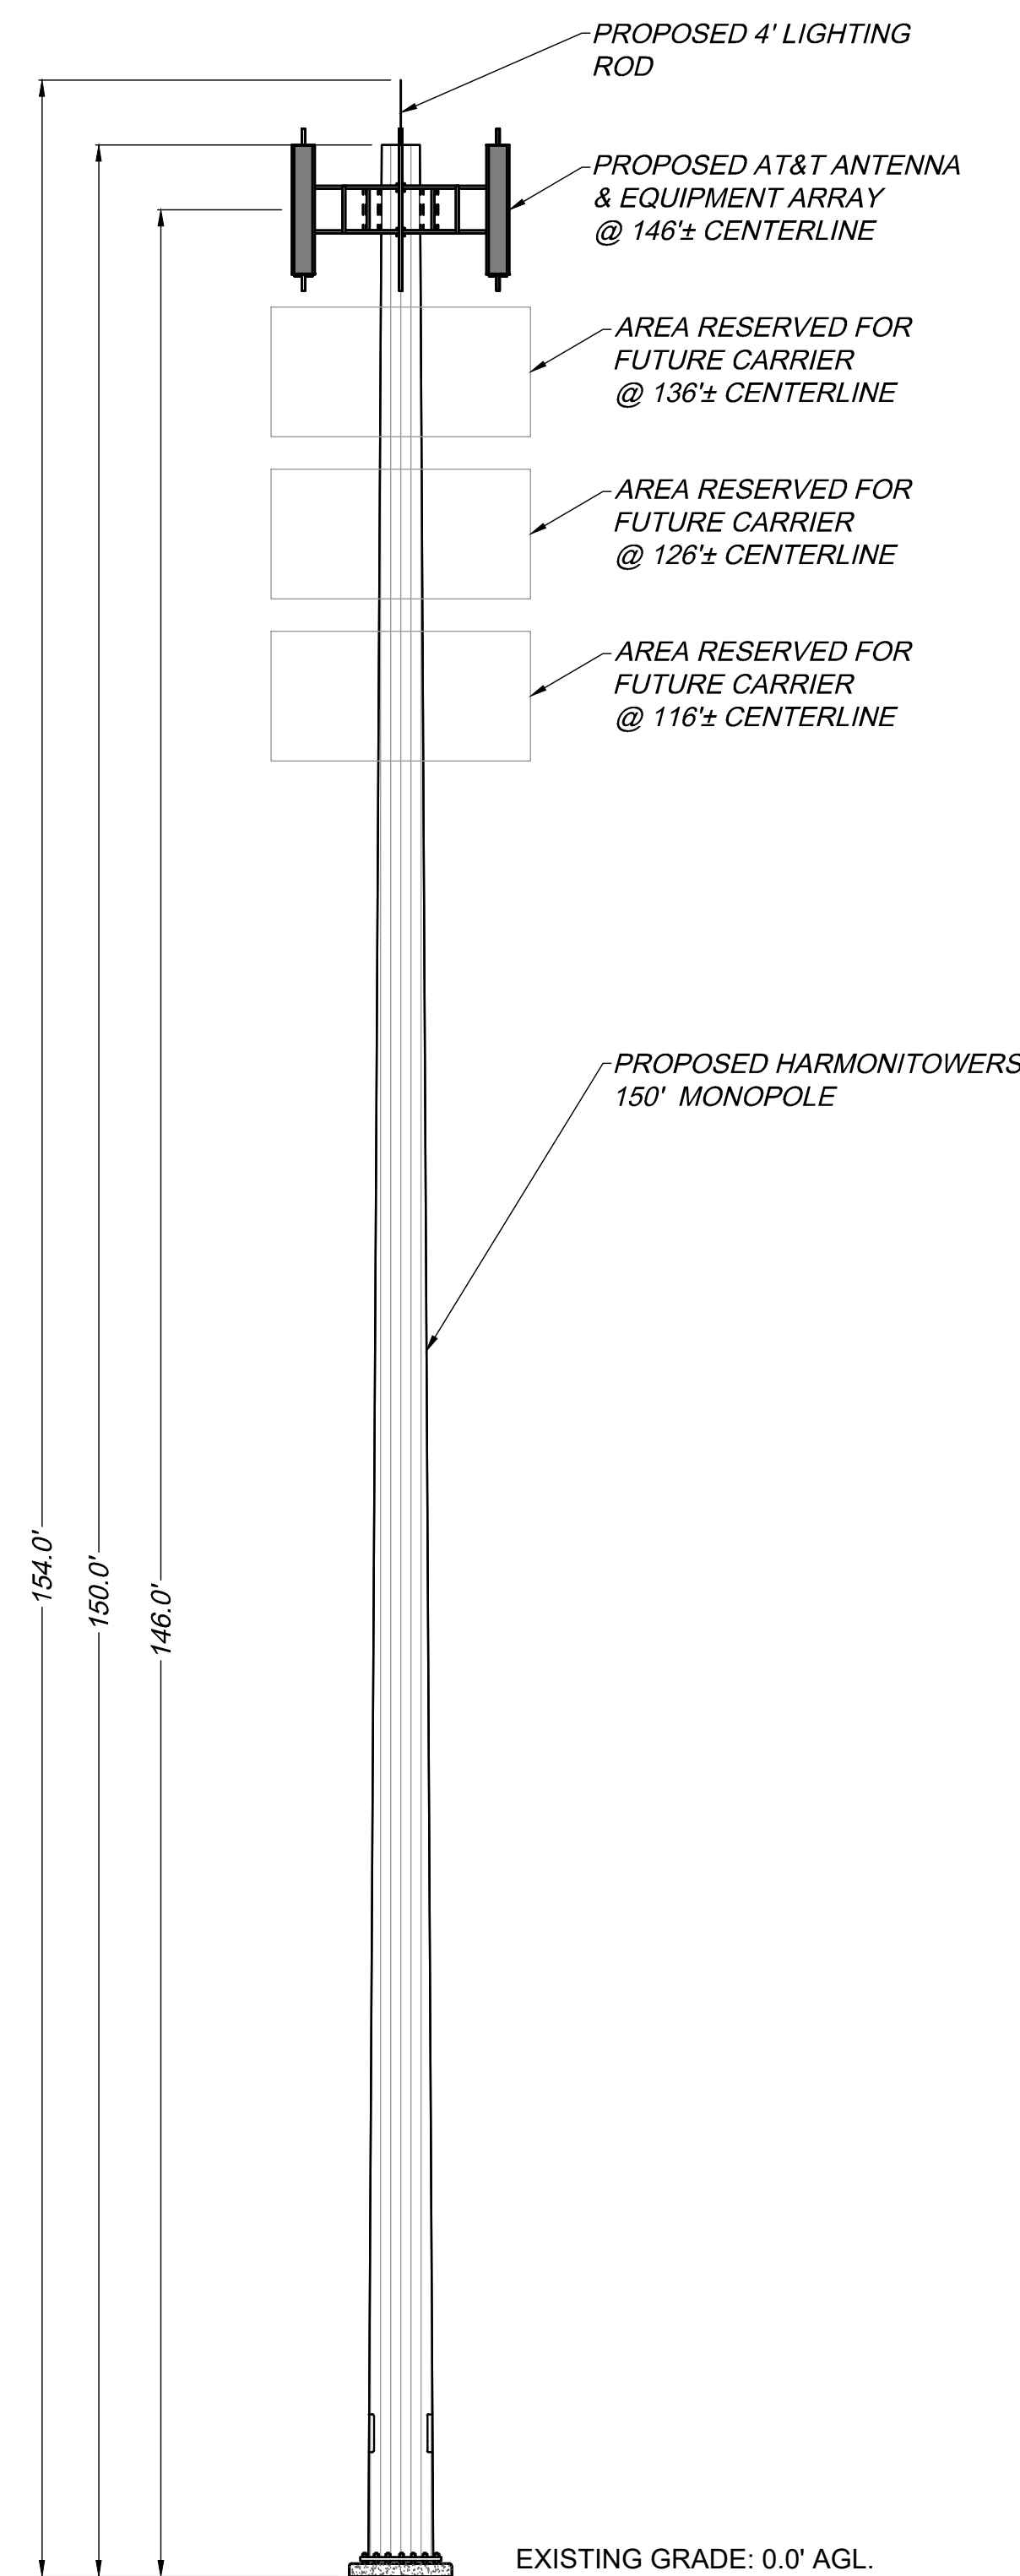 PROPOSED 4' LIGHTING
ROD
PROPOSED AT&T ANTENNA
& EQUIPMENT ARRAY
@ 146'± CENTERLINE
AREA RESERVED FOR
FUTURE CARRIER
@ 136'± CENTERLINE
AREA RESERVED FOR
FUTURE CARRIER
@ 126'± CENTERLINE
AREA RESERVED FOR
FUTURE CARRIER
@ 116'± CENTERLINE
PROPOSED HARMONITOWERS
150' MONOPOLE
154.0'
150.0'
146.0'
EXISTING GRADE: 0.0' AGL.